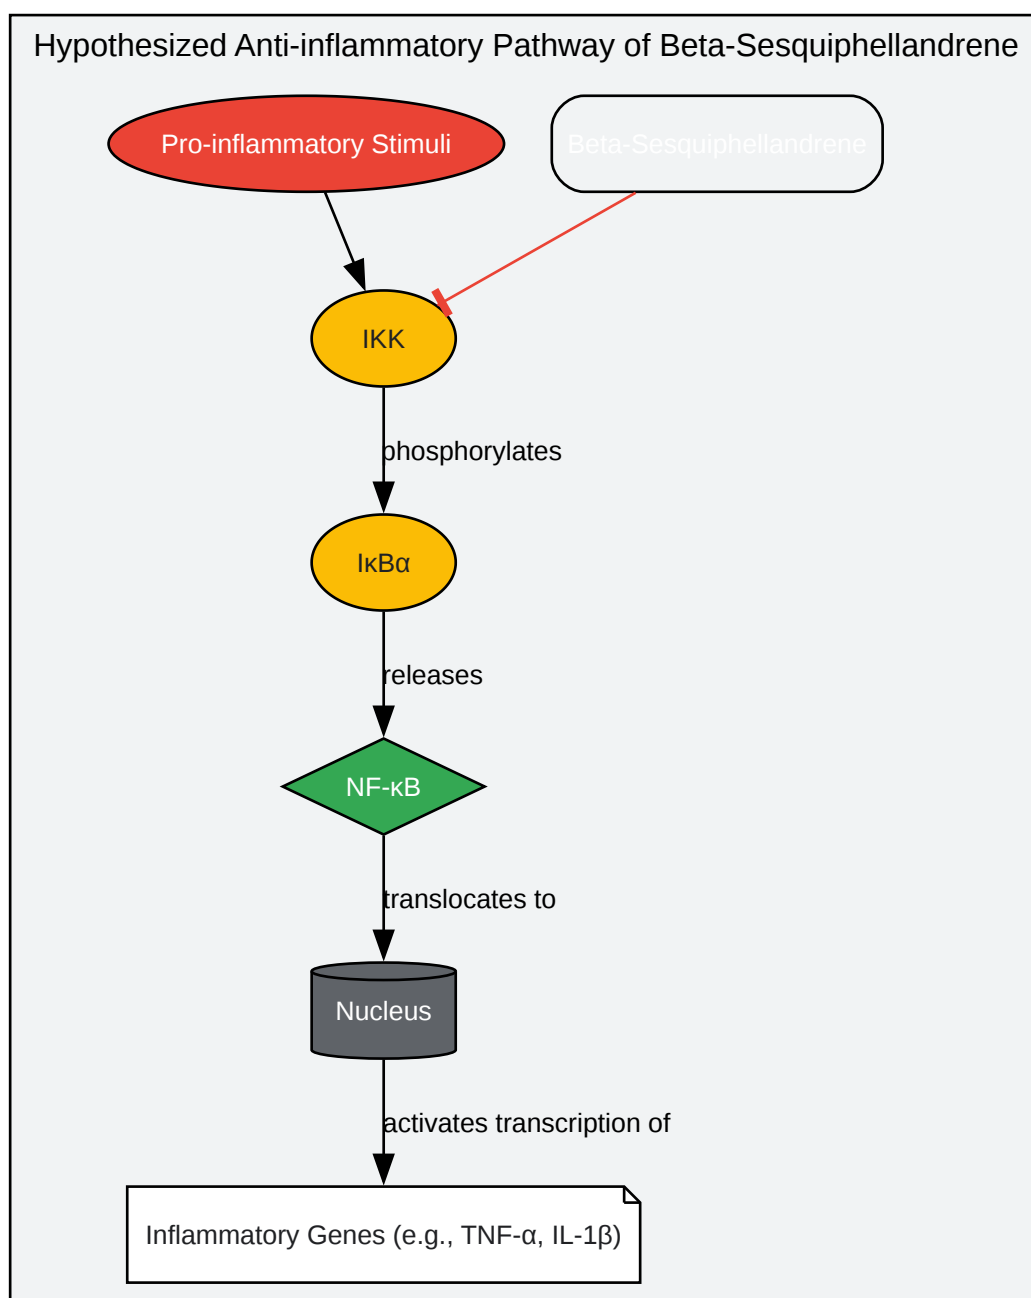 Hypothesized Anti-inflammatory Pathway of Beta-Sesquiphellandrene
Pro-inflammatory Stimuli
Beta-Sesquiphellandrene
IKK
phosphorylates
IκBα
releases
NF-κB
translocates to
Nucleus
activates transcription of
Inflammatory Genes (e.g., TNF-α, IL-1β)